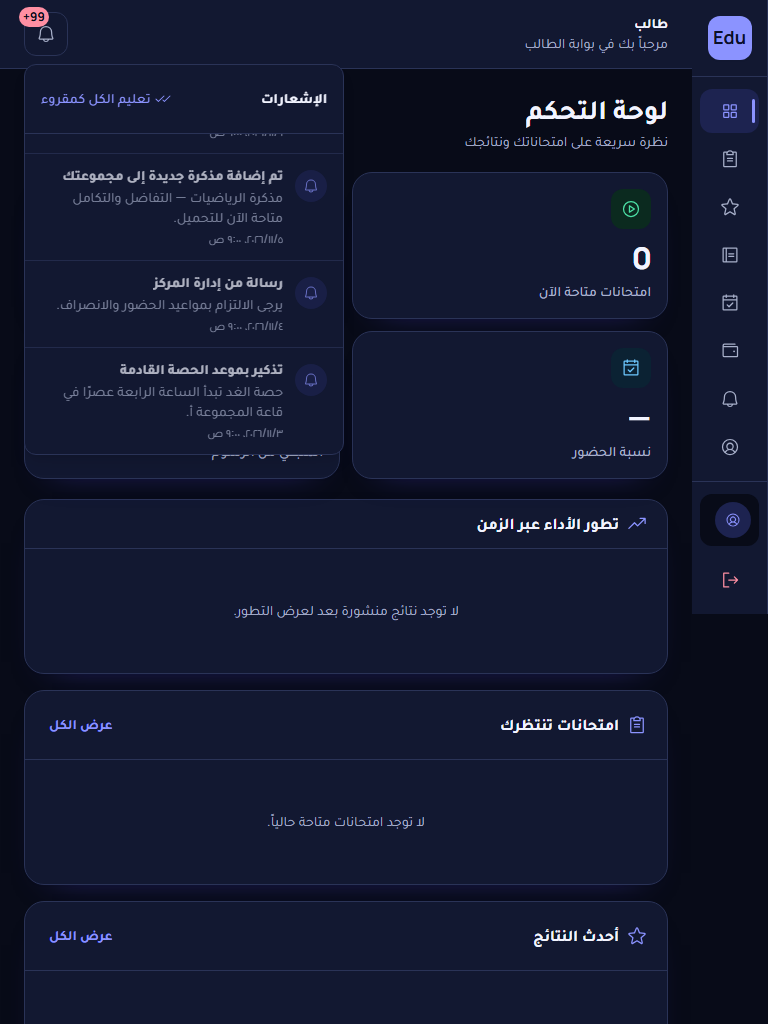 Edu
طالب
مرحباً بك في بوابة الطالب
+99
الإشعارات
تعليم الكل كمقروء
تم إضافة مذكرة جديدة إلى مجموعتك
مذكرة الرياضيات — التفاضل والتكامل
متاحة الآن للتحميل.
٢٠٢٦/١١/٥، ٩:٠٠ ص
رسالة من إدارة المركز
يرجى الالتزام بمواعيد الحضور والانصراف.
٢٠٢٦/١١/٤، ٩:٠٠ ص
تذكير بموعد الحصة القادمة
حصة الغد تبدأ الساعة الرابعة عصرًا في
قاعة المجموعة أ.
٢٠٢٦/١١/٣، ٩:٠٠ ص
لوحة التحكم
نظرة سريعة على امتحاناتك ونتائجك
0
امتحانات متاحة الآن
—
نسبة الحضور
تطور الأداء عبر الزمن
لا توجد نتائج منشورة بعد لعرض التطور.
امتحانات تنتظرك
عرض الكل
لا توجد امتحانات متاحة حالياً.
أحدث النتائج
عرض الكل